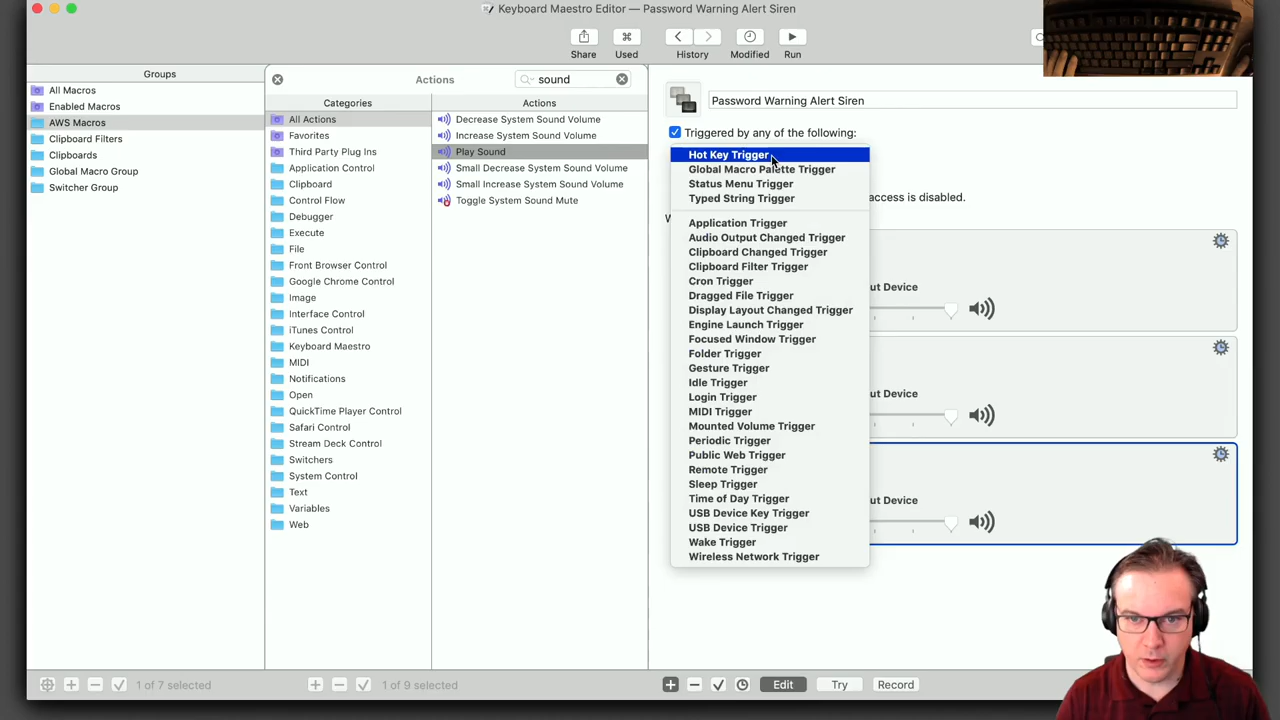 Keyboard Maestro Editor — Password Warning Alert Siren
Share
Used
History
Modified
Run
Groups
All Macros
Enabled Macros
AWS Macros
Clipboard Filters
Clipboards
Global Macro Group
Switcher Group
1 of 7 selected
Actions
sound
Categories
All Actions
Favorites
Third Party Plug Ins
Application Control
Clipboard
Control Flow
Debugger
Execute
File
Front Browser Control
Google Chrome Control
Image
Interface Control
iTunes Control
Keyboard Maestro
MIDI
Notifications
Open
QuickTime Player Control
Safari Control
Stream Deck Control
Switchers
System Control
Text
Variables
Web
Actions
Decrease System Sound Volume
Increase System Sound Volume
Play Sound
Small Decrease System Sound Volume
Small Increase System Sound Volume
Toggle System Sound Mute
1 of 9 selected
Password Warning Alert Siren
Triggered by any of the following:
Hot Key Trigger
Global Macro Palette Trigger
Status Menu Trigger
Typed String Trigger
Application Trigger
Audio Output Changed Trigger
Clipboard Changed Trigger
Clipboard Filter Trigger
Cron Trigger
Dragged File Trigger
Display Layout Changed Trigger
Engine Launch Trigger
Focused Window Trigger
Folder Trigger
Gesture Trigger
Idle Trigger
Login Trigger
MIDI Trigger
Mounted Volume Trigger
Periodic Trigger
Public Web Trigger
Remote Trigger
Sleep Trigger
Time of Day Trigger
USB Device Key Trigger
USB Device Trigger
Wake Trigger
Wireless Network Trigger
access is disabled.
ut Device
ut Device
ut Device
Edit
Try
Record